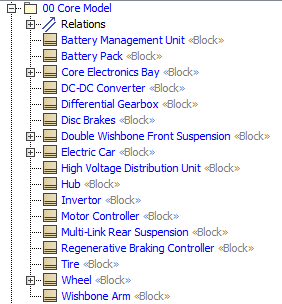 00 Core Model
Relations
Battery Management Unit «Block»
Battery Pack «Block»
Core Electronics Bay «Block»
DC-DC Converter «Block»
Differential Gearbox «Block»
Disc Brakes «Block»
Double Wishbone Front Suspension «Block»
Electric Car «Block»
High Voltage Distribution Unit «Block»
Hub «Block»
Invertor «Block»
Motor Controller «Block»
Multi-Link Rear Suspension «Block»
Regenerative Braking Controller «Block»
Tire «Block»
Wheel «Block»
Wishbone Arm «Block»